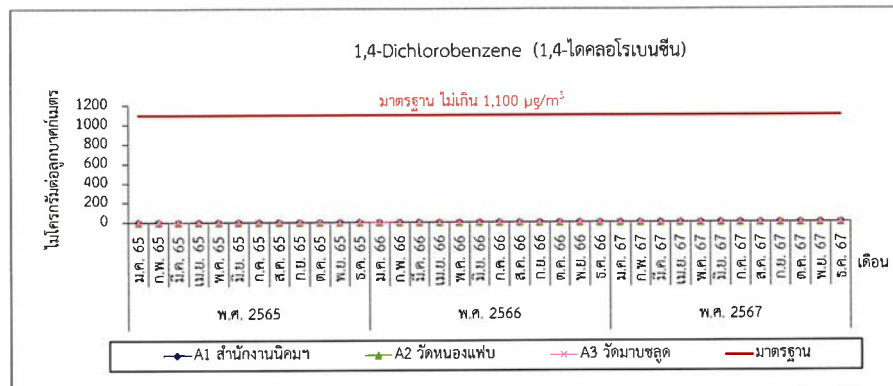 1,4-Dichlorobenzene (1,4-ไดคลอโรเบนซีน)
มาตรฐาน ไม่เกิน 1,100 µg/m³
ไมโครกรัมต่อลูกบาศก์เมตร
1200
1000
800
600
400
200
0
ม.ค. 65 ก.พ. 65 มี.ค. 65 เม.ย. 65 พ.ค. 65 มิ.ย. 65 ก.ค. 65 ส.ค. 65 ก.ย. 65 ต.ค. 65 พ.ย. 65 ธ.ค. 65 ม.ค. 66 ก.พ. 66 มี.ค. 66 เม.ย. 66 พ.ค. 66 มิ.ย. 66 ก.ค. 66 ส.ค. 66 ก.ย. 66 ต.ค. 66 พ.ย. 66 ธ.ค. 66 ม.ค. 67 ก.พ. 67 มี.ค. 67 เม.ย. 67 พ.ค. 67 มิ.ย. 67 ก.ค. 67 ส.ค. 67 ก.ย. 67 ต.ค. 67 พ.ย. 67 ธ.ค. 67 เดือน
พ.ศ. 2565 พ.ศ. 2566 พ.ศ. 2567
A1 สำนักงานนิคมฯ A2 วัดหนองแฟบ A3 วัดมาบชลูด มาตรฐาน